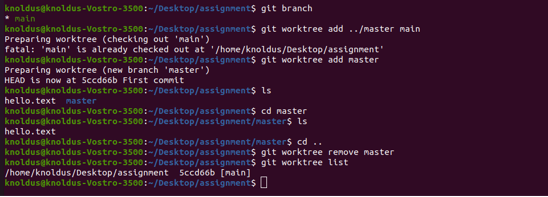 knoldus@knoldus-Vostro-3500:~/Desktop/assignment$ git branch
* main
knoldus@knoldus-Vostro-3500:~/Desktop/assignment$ git worktree add ../master main
Preparing worktree (checking out 'main')
fatal: 'main' is already checked out at '/home/knoldus/Desktop/assignment'
knoldus@knoldus-Vostro-3500:~/Desktop/assignment$ git worktree add master
Preparing worktree (new branch 'master')
HEAD is now at 5ccd66b First commit
knoldus@knoldus-Vostro-3500:~/Desktop/assignment$ ls
hello.text  master
knoldus@knoldus-Vostro-3500:~/Desktop/assignment$ cd master
knoldus@knoldus-Vostro-3500:~/Desktop/assignment/master$ ls
hello.text
knoldus@knoldus-Vostro-3500:~/Desktop/assignment/master$ cd ..
knoldus@knoldus-Vostro-3500:~/Desktop/assignment$ git worktree remove master
knoldus@knoldus-Vostro-3500:~/Desktop/assignment$ git worktree list
/home/knoldus/Desktop/assignment  5ccd66b [main]
knoldus@knoldus-Vostro-3500:~/Desktop/assignment$